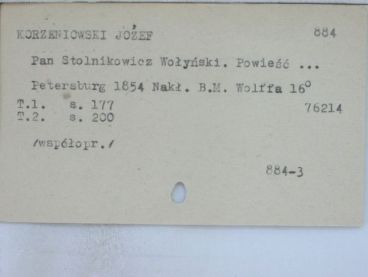 KORZENIOWSKI JÓZEF 884
Pan Stolnikowicz Wołyński. Powieść ...
Petersburg 1854 Nakł. B.M. Wolffa 16°
T.1. s. 177 76214
T.2. s. 200
/współopr./
884-3